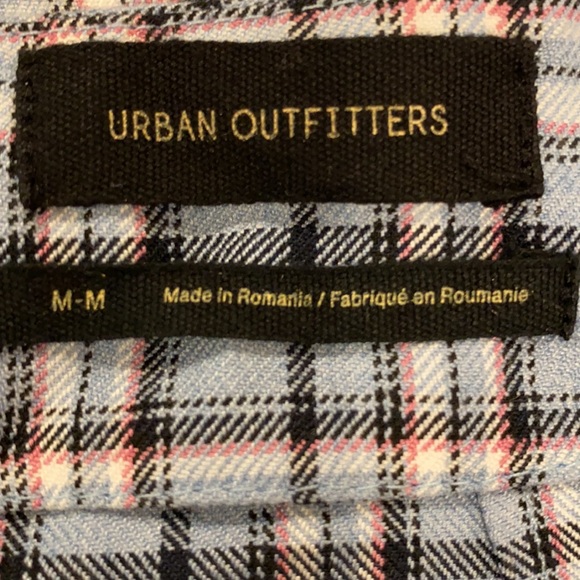 URBAN OUTFITTERS
M-M Made in Romania / Fabriqué en Roumanie